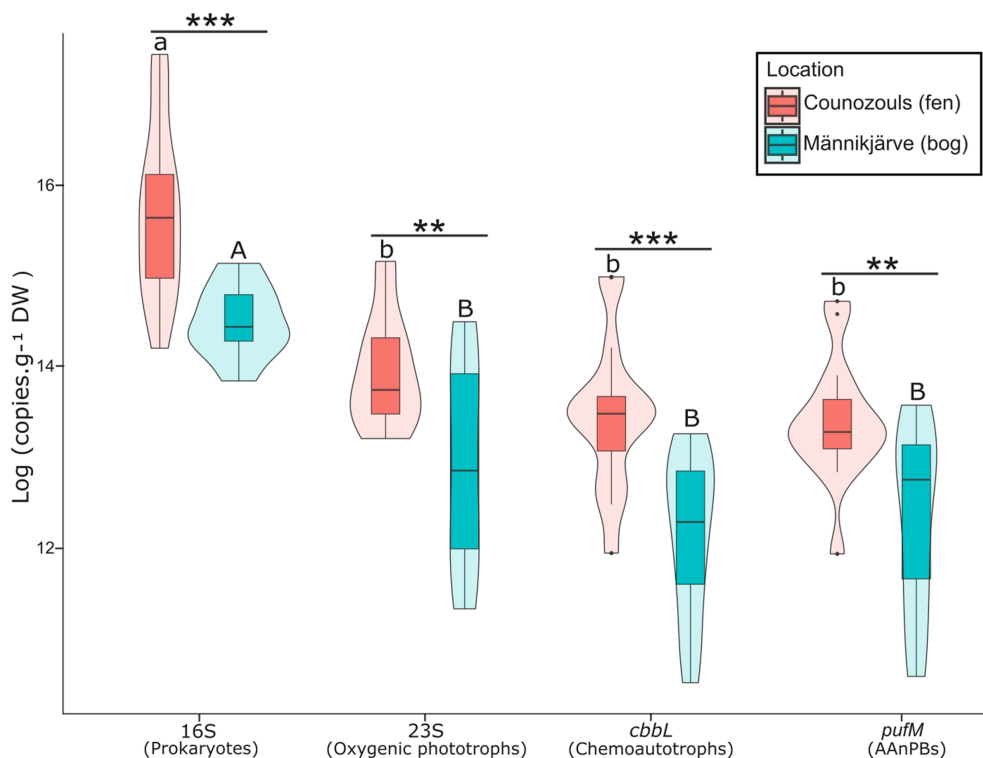 ***
a
A
**
b
B
***
b
B
**
b
B
Location
Counozouls (fen)
Männikjärve (bog)
Log (copies.g⁻¹ DW )
16
14
12
16S
(Prokaryotes)
23S
(Oxygenic phototrophs)
cbbL
(Chemoautotrophs)
pufM
(AAnPBs)